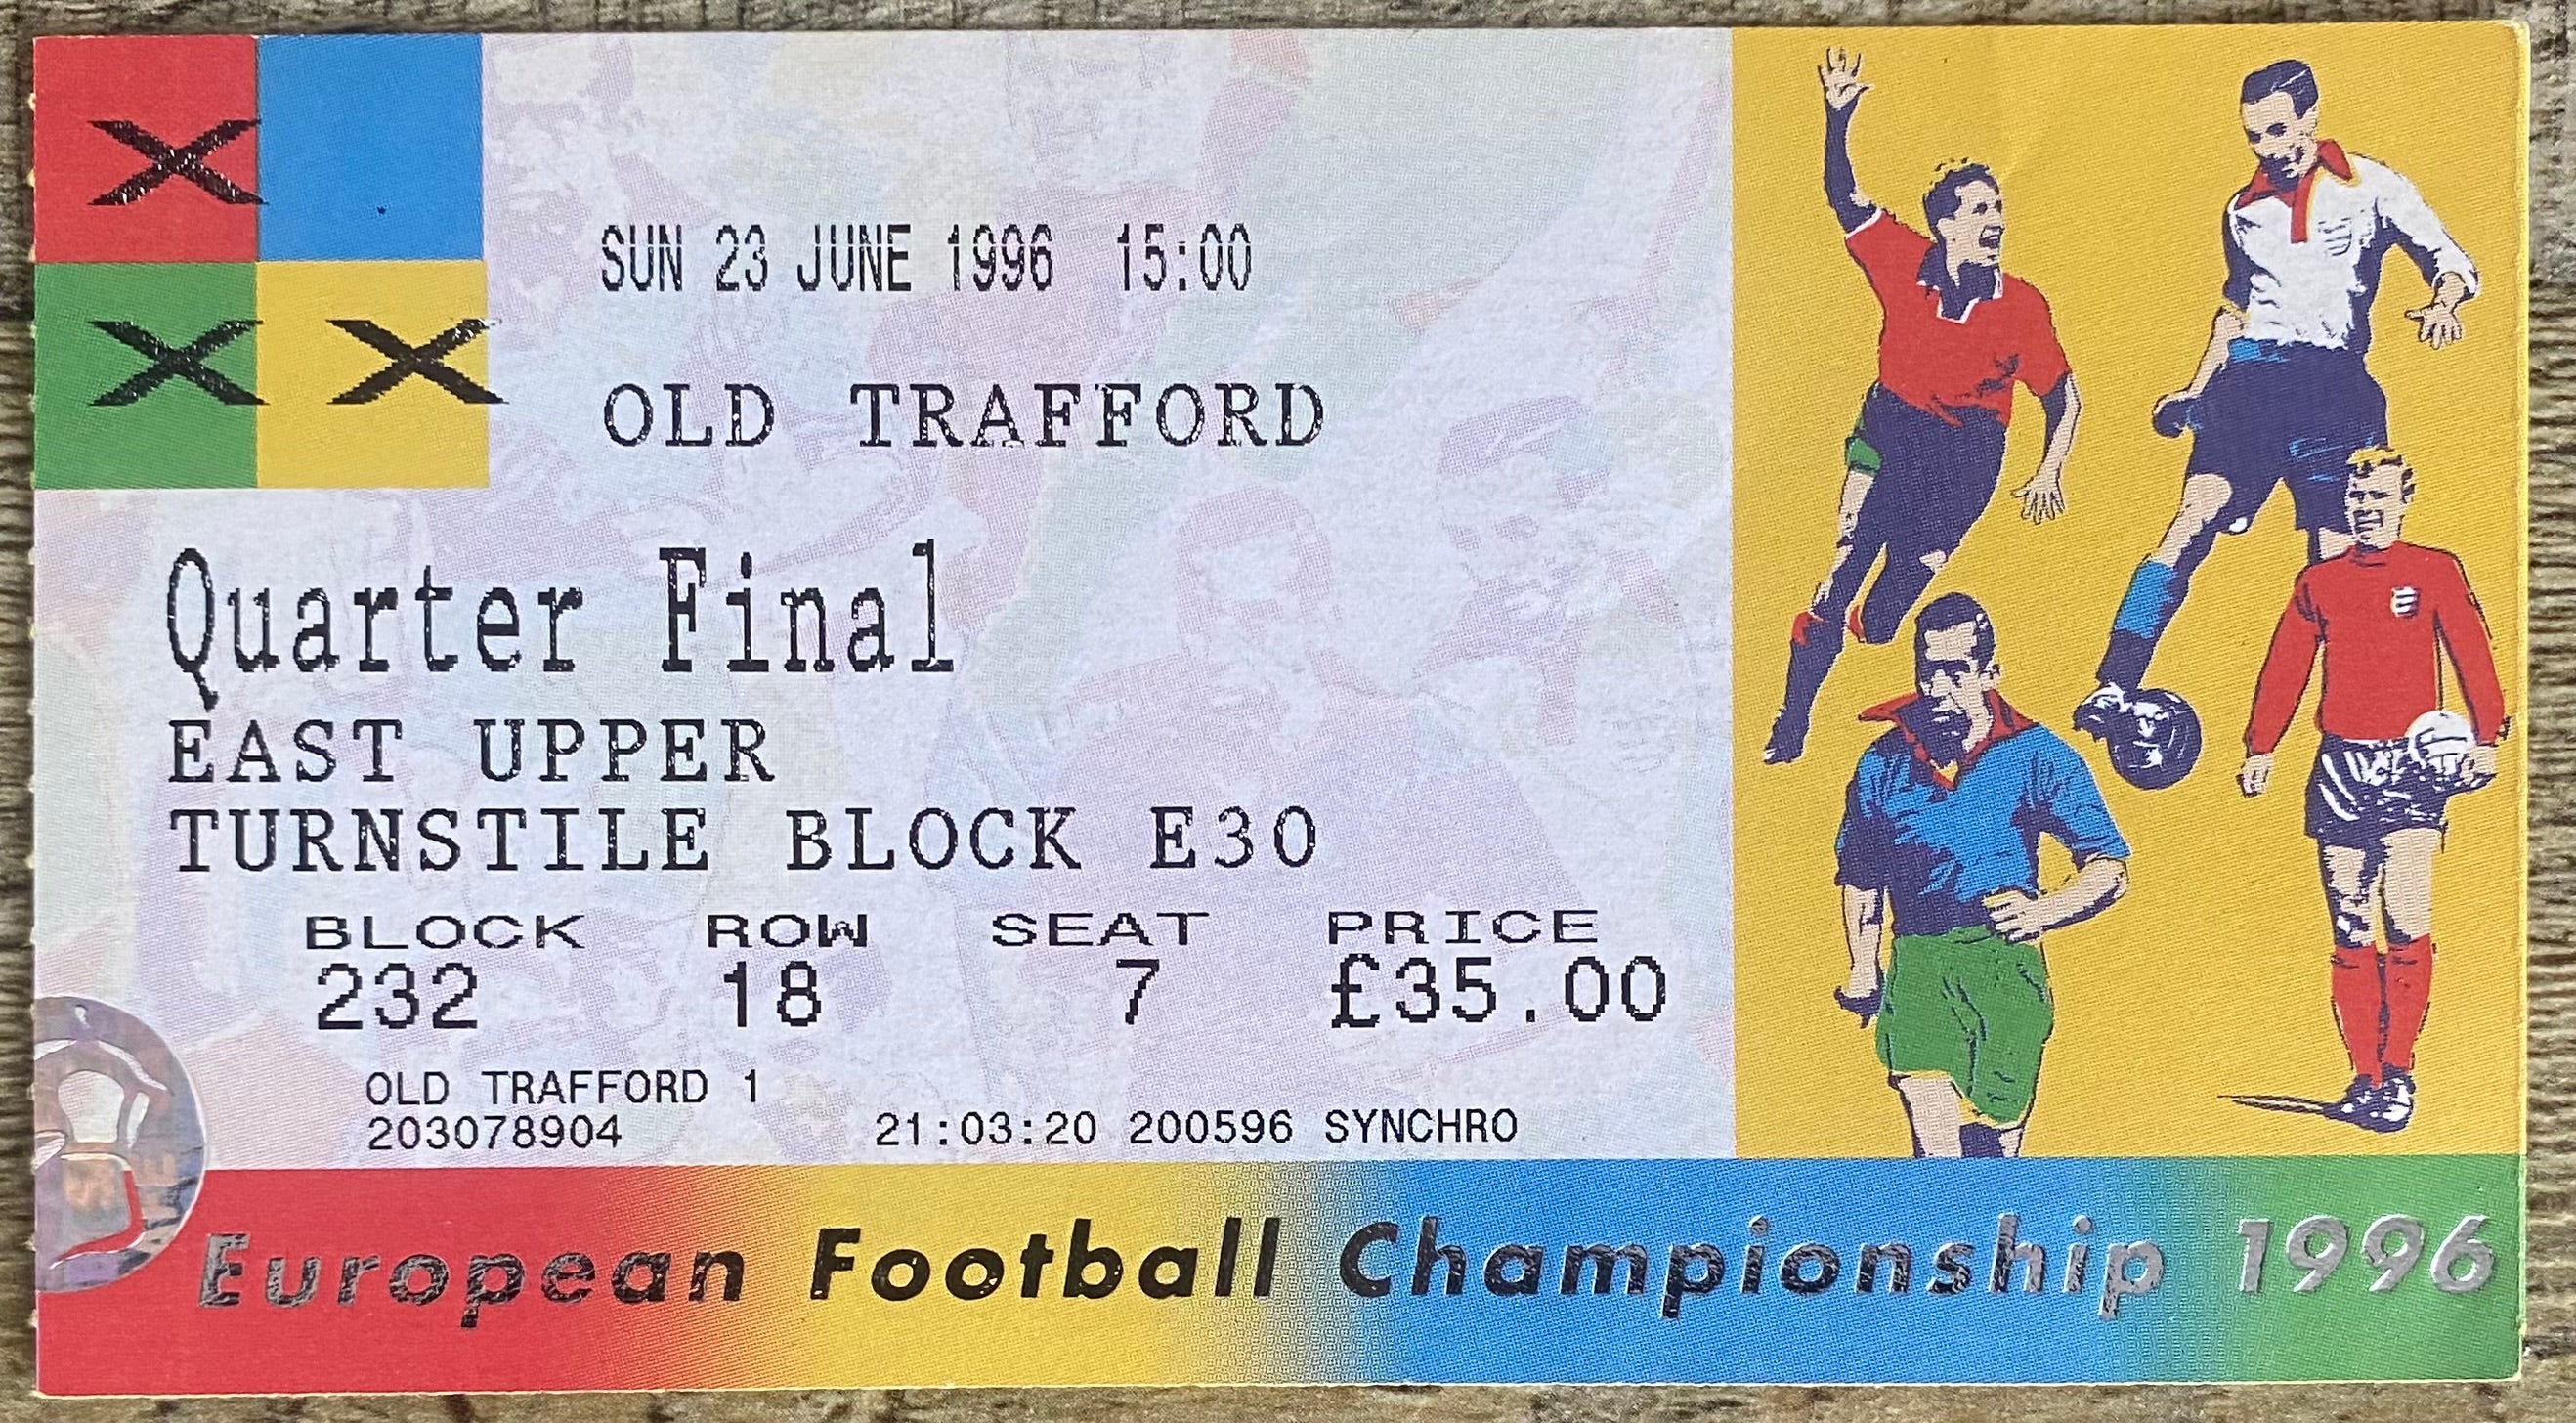 SUN 23 JUNE 1996 15:00
OLD TRAFFORD
Quarter Final
EAST UPPER
TURNSTILE BLOCK E30
BLOCK ROW SEAT PRICE
232 18 7 £35.00
OLD TRAFFORD 1
203078904 21:03:20 200596 SYNCHRO
European Football Championship 1996